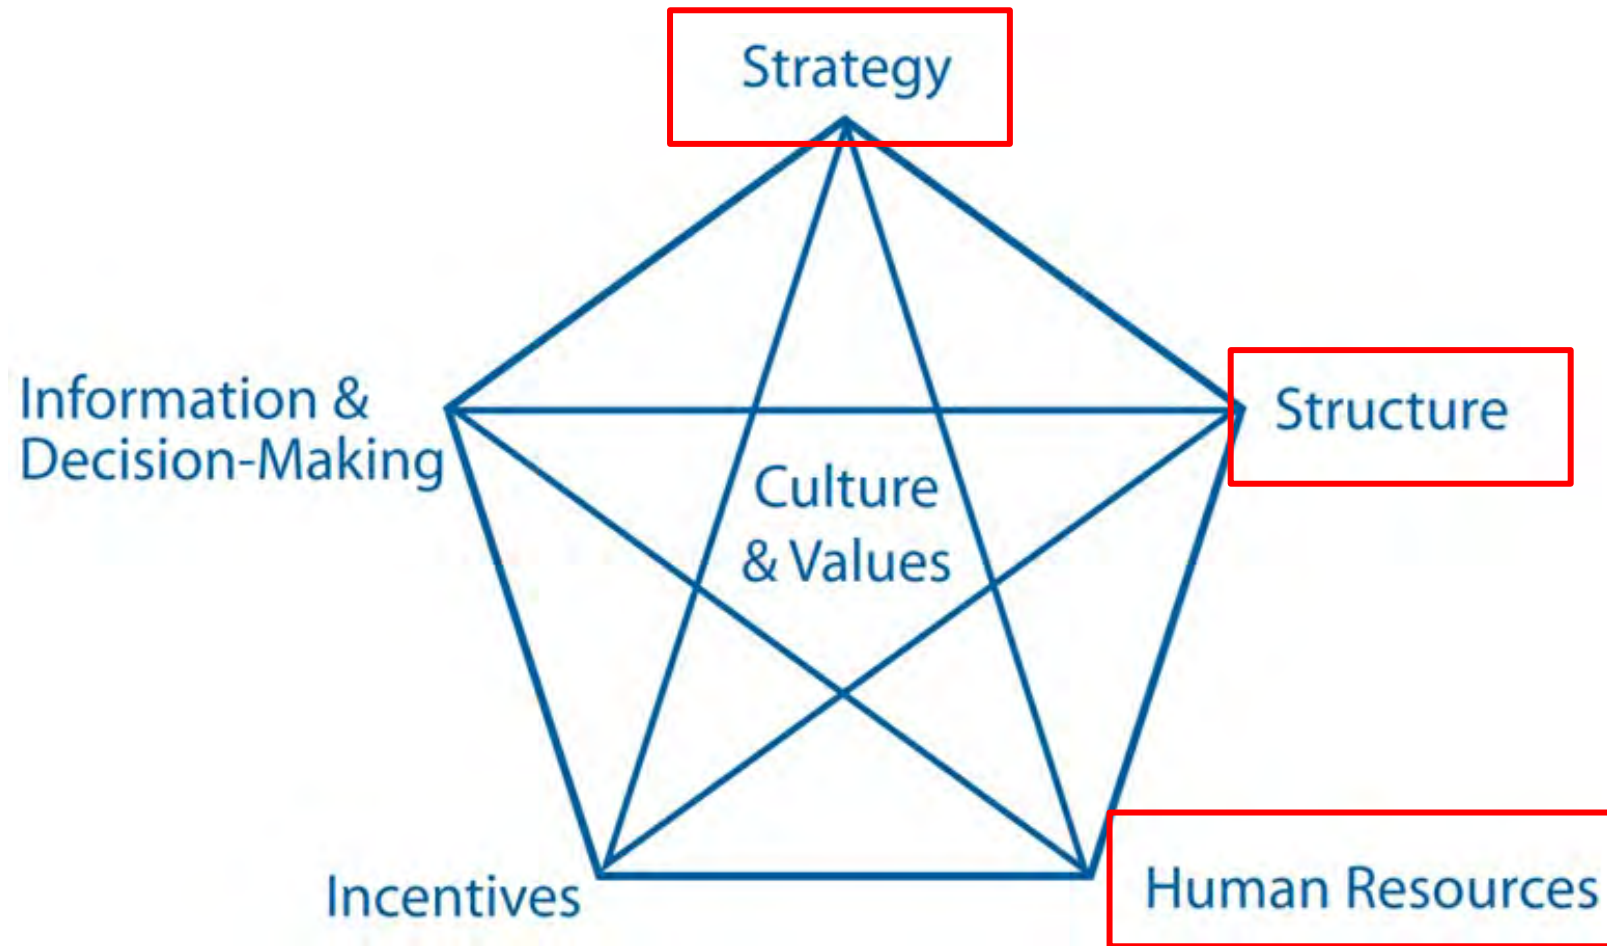 Strategy
Information &
Decision-Making
Structure
Culture
& Values
Incentives
Human Resources